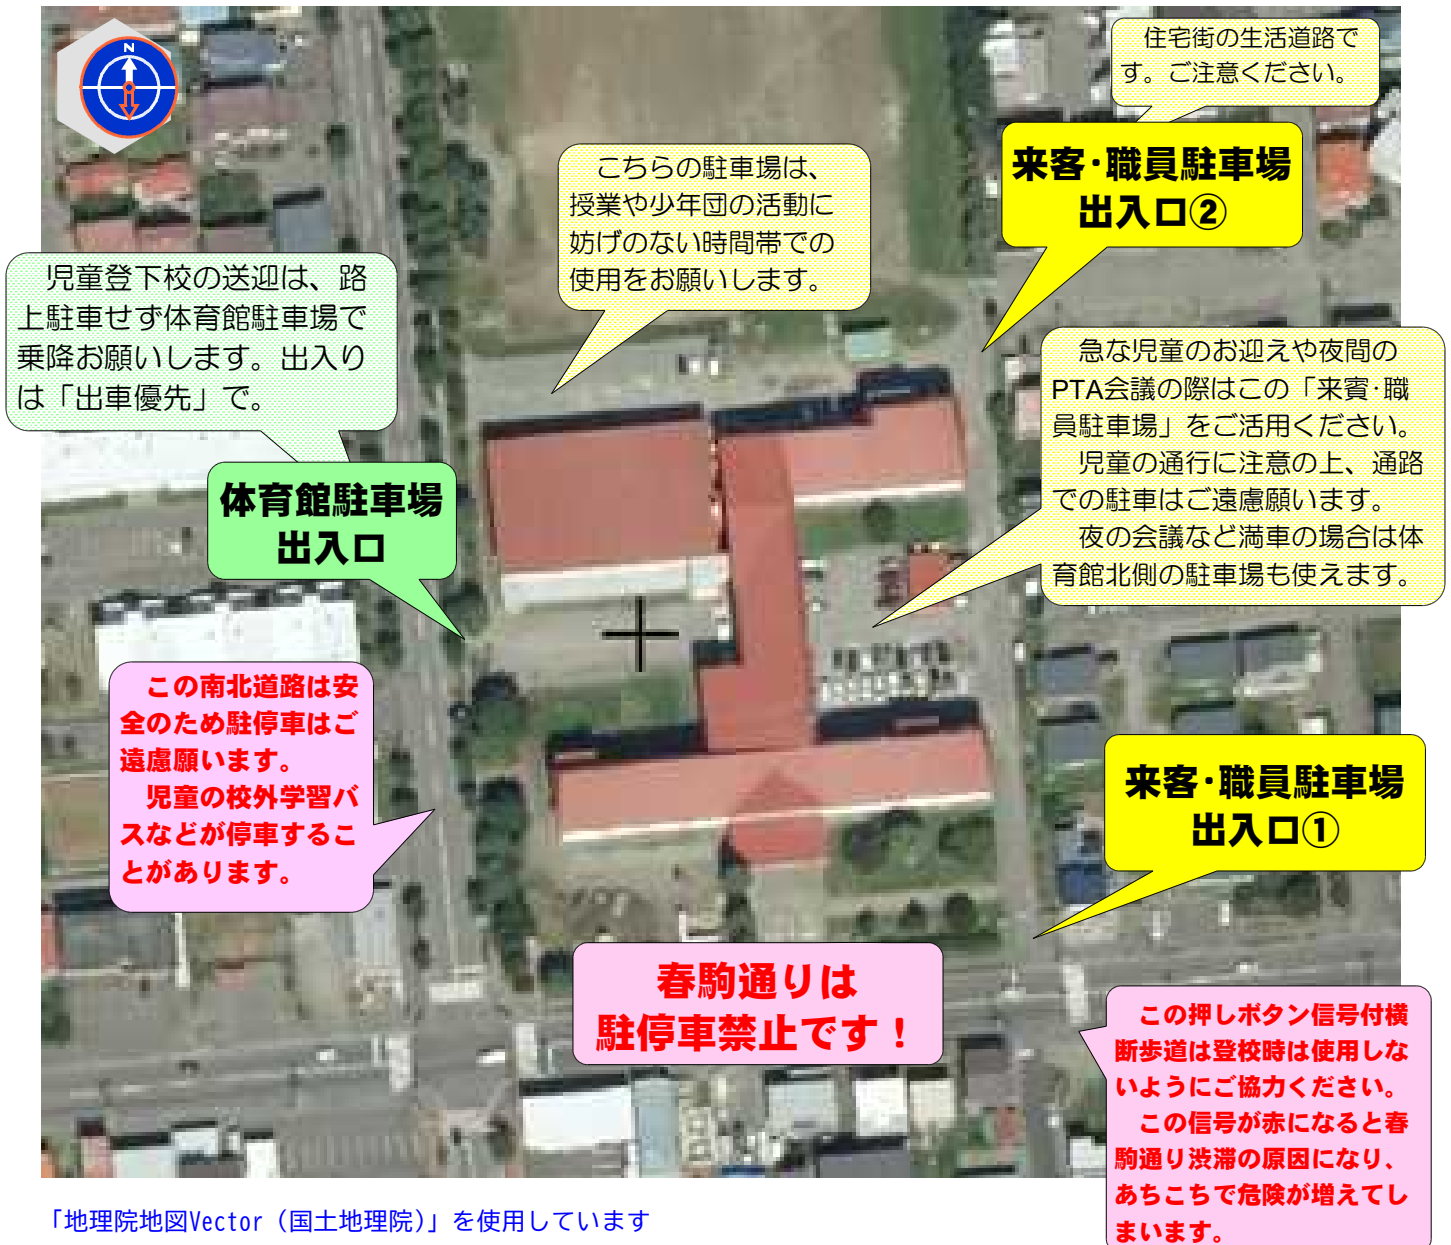 N
住宅街の生活道路で
す。ご注意ください。
来客・職員駐車場
出入口②
こちらの駐車場は、
授業や少年団の活動に
妨げのない時間帯での
使用をお願いします。
児童登下校の送迎は、路
上駐車せず体育館駐車場で
乗降お願いします。出入り
は「出車優先」で。
体育館駐車場
出入口
急な児童のお迎えや夜間の
PTA会議の際はこの「来賓・職
員駐車場」をご活用ください。
児童の通行に注意の上、通路
での駐車はご遠慮願います。
夜の会議など満車の場合は体
育館北側の駐車場も使えます。
この南北道路は安
全のため駐停車はご
遠慮願います。
児童の校外学習バ
スなどが停車するこ
とがあります。
来客・職員駐車場
出入口①
春駒通りは
駐停車禁止です！
この押しボタン信号付横
断歩道は登校時は使用しな
いようにご協力ください。
この信号が赤になると春
駒通り渋滞の原因になり、
あちこちで危険が増えてし
まいます。
「地理院地図Vector（国土地理院）」を使用しています